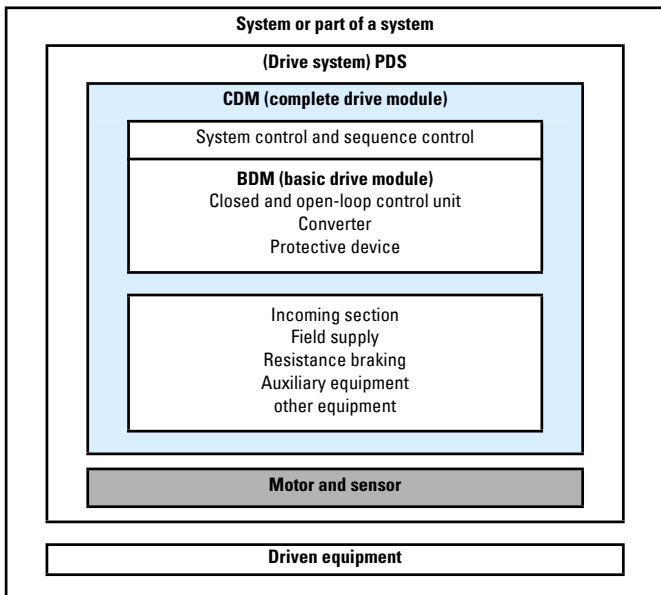 System or part of a system
(Drive system) PDS
CDM (complete drive module)
System control and sequence control
BDM (basic drive module)
Closed and open-loop control unit
Converter
Protective device
Incoming section
Field supply
Resistance braking
Auxiliary equipment
other equipment
Motor and sensor
Driven equipment